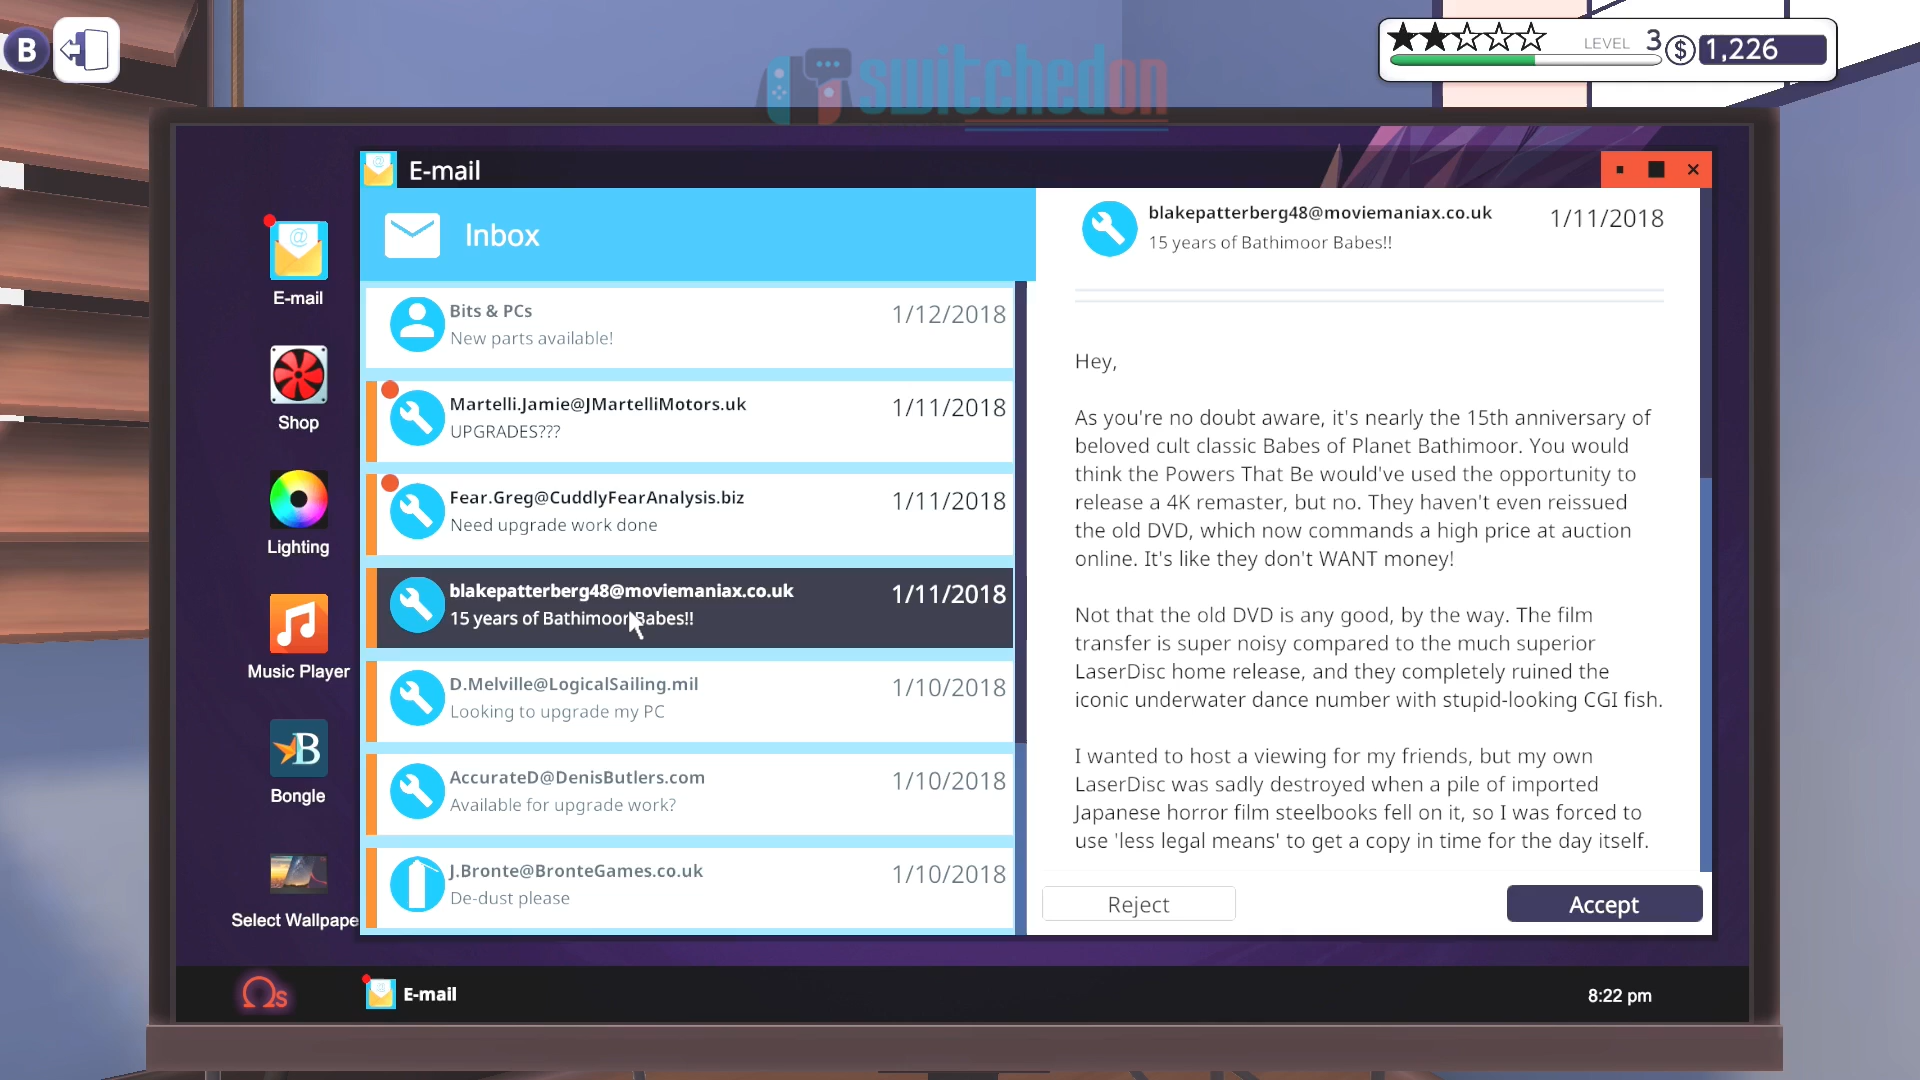 B
switchedon
LEVEL 3
$ 1,226
E-mail
Inbox
E-mail
Shop
Lighting
Music Player
B
Bongle
Select Wallpape
Bits & PCs
1/12/2018
New parts available!
Martelli.Jamie@JMartelliMotors.uk
1/11/2018
UPGRADES???
Fear.Greg@CuddlyFearAnalysis.biz
1/11/2018
Need upgrade work done
blakepatterberg48@moviemaniax.co.uk
1/11/2018
15 years of Bathimoor Babes!!
D.Melville@LogicalSailing.mil
1/10/2018
Looking to upgrade my PC
AccurateD@DenisButlers.com
1/10/2018
Available for upgrade work?
J.Bronte@BronteGames.co.uk
1/10/2018
De-dust please
blakepatterberg48@moviemaniax.co.uk
1/11/2018
15 years of Bathimoor Babes!!
Hey,
As you're no doubt aware, it's nearly the 15th anniversary of
beloved cult classic Babes of Planet Bathimoor. You would
think the Powers That Be would've used the opportunity to
release a 4K remaster, but no. They haven't even reissued
the old DVD, which now commands a high price at auction
online. It's like they don't WANT money!
Not that the old DVD is any good, by the way. The film
transfer is super noisy compared to the much superior
LaserDisc home release, and they completely ruined the
iconic underwater dance number with stupid-looking CGI fish.
I wanted to host a viewing for my friends, but my own
LaserDisc was sadly destroyed when a pile of imported
Japanese horror film steelbooks fell on it, so I was forced to
use 'less legal means' to get a copy in time for the day itself.
Reject
Accept
Ωs
E-mail
8:22 pm